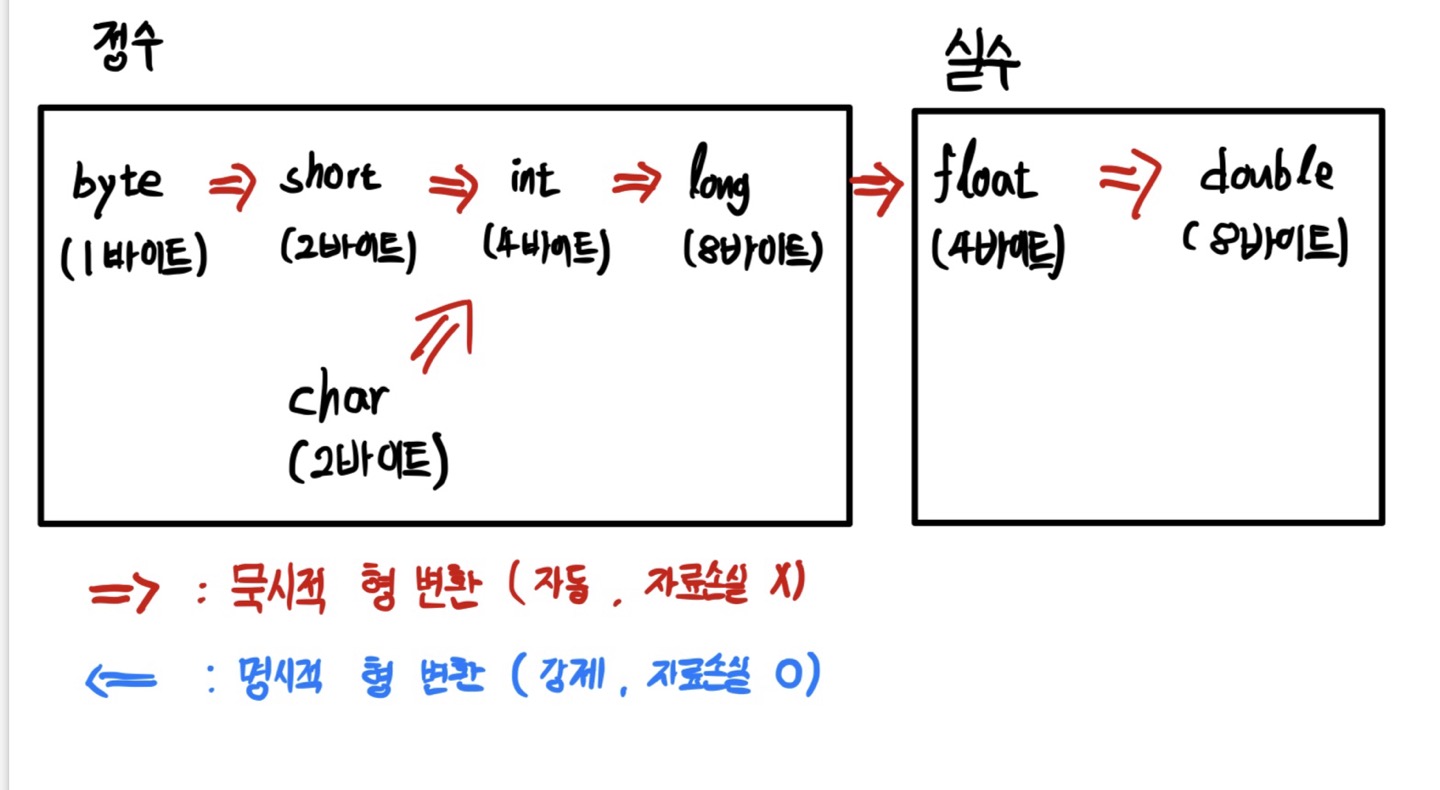 정수 실수
byte ⇒ short ⇒ int ⇒ long ⇒ float ⇒ double
(1바이트) (2바이트) (4바이트) (8바이트) (4바이트) (8바이트)
char
(2바이트)
⇒ : 묵시적 형 변환 (자동, 자료손실 X)
⇐ : 명시적 형 변환 (강제, 자료손실 O)